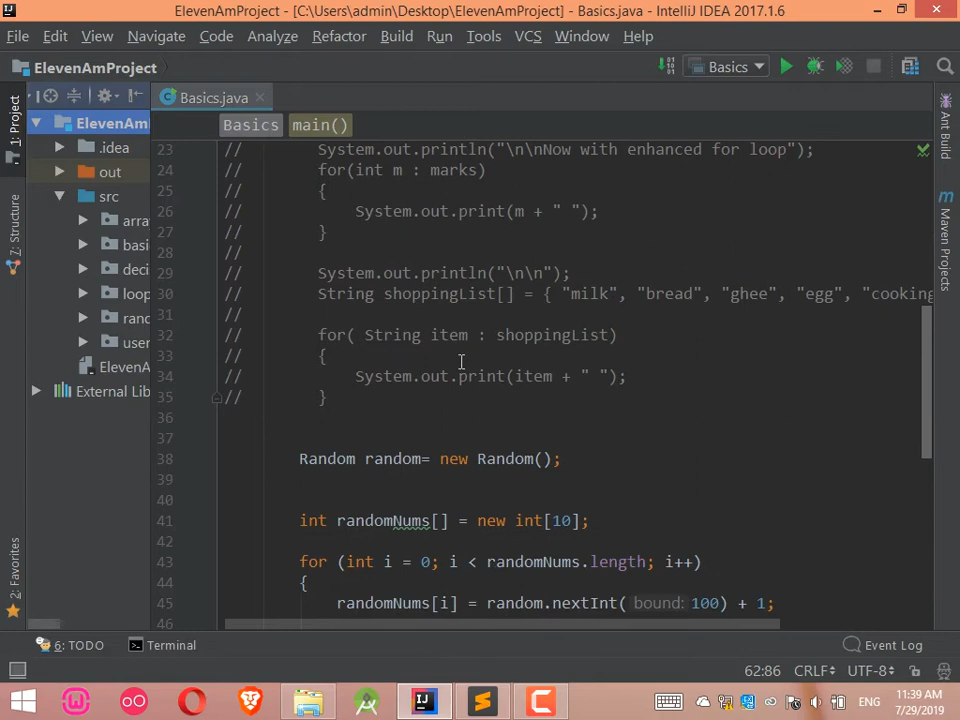 ElevenAmProject - [C:\Users\admin\Desktop\ElevenAmProject] - Basics.java - IntelliJ IDEA 2017.1.6
File Edit View Navigate Code Analyze Refactor Build Run Tools VCS Window Help
ElevenAmProject
Basics
1: Project
Basics.java
ElevenAm
Basics main()
.idea
out
src
array
basi
deci
loop
ranc
user
ElevenA
External Lib
Z: Structure
2: Favorites
Ant Build
Maven Projects
23 // System.out.println("\n\nNow with enhanced for loop");
24 // for(int m : marks)
25 // {
26 // System.out.print(m + " ");
27 // }
28 //
29 // System.out.println("\n\n");
30 // String shoppingList[] = { "milk", "bread", "ghee", "egg", "cooking
31 //
32 // for( String item : shoppingList)
33 // {
34 // System.out.print(item + " ");
35 // }
36
37
38 Random random= new Random();
39
40
41 int randomNums[] = new int[10];
42
43 for (int i = 0; i < randomNums.length; i++)
44 {
45 randomNums[i] = random.nextInt( bound: 100) + 1;
46
6: TODO Terminal Event Log
62:86 CRLF UTF-8
ENG
11:39 AM
7/29/2019